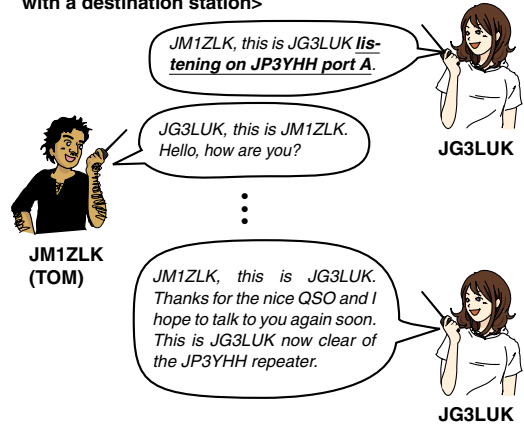 with a destination station>
JM1ZLK, this is JG3LUK lis-
tening on JP3YHH port A.
JG3LUK
JG3LUK, this is JM1ZLK.
Hello, how are you?
JM1ZLK
(TOM)
JM1ZLK, this is JG3LUK.
Thanks for the nice QSO and I
hope to talk to you again soon.
This is JG3LUK now clear of
the JP3YHH repeater.
JG3LUK